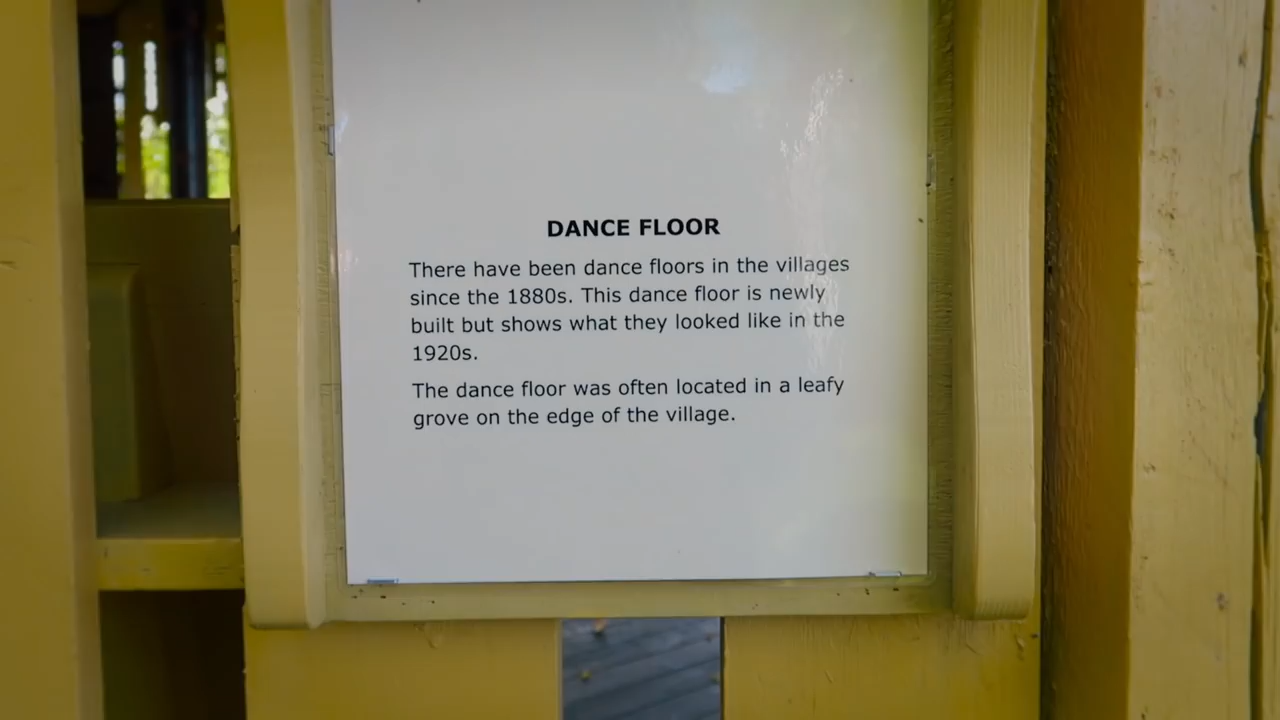 DANCE FLOOR
There have been dance floors in the villages
since the 1880s. This dance floor is newly
built but shows what they looked like in the
1920s.
The dance floor was often located in a leafy
grove on the edge of the village.